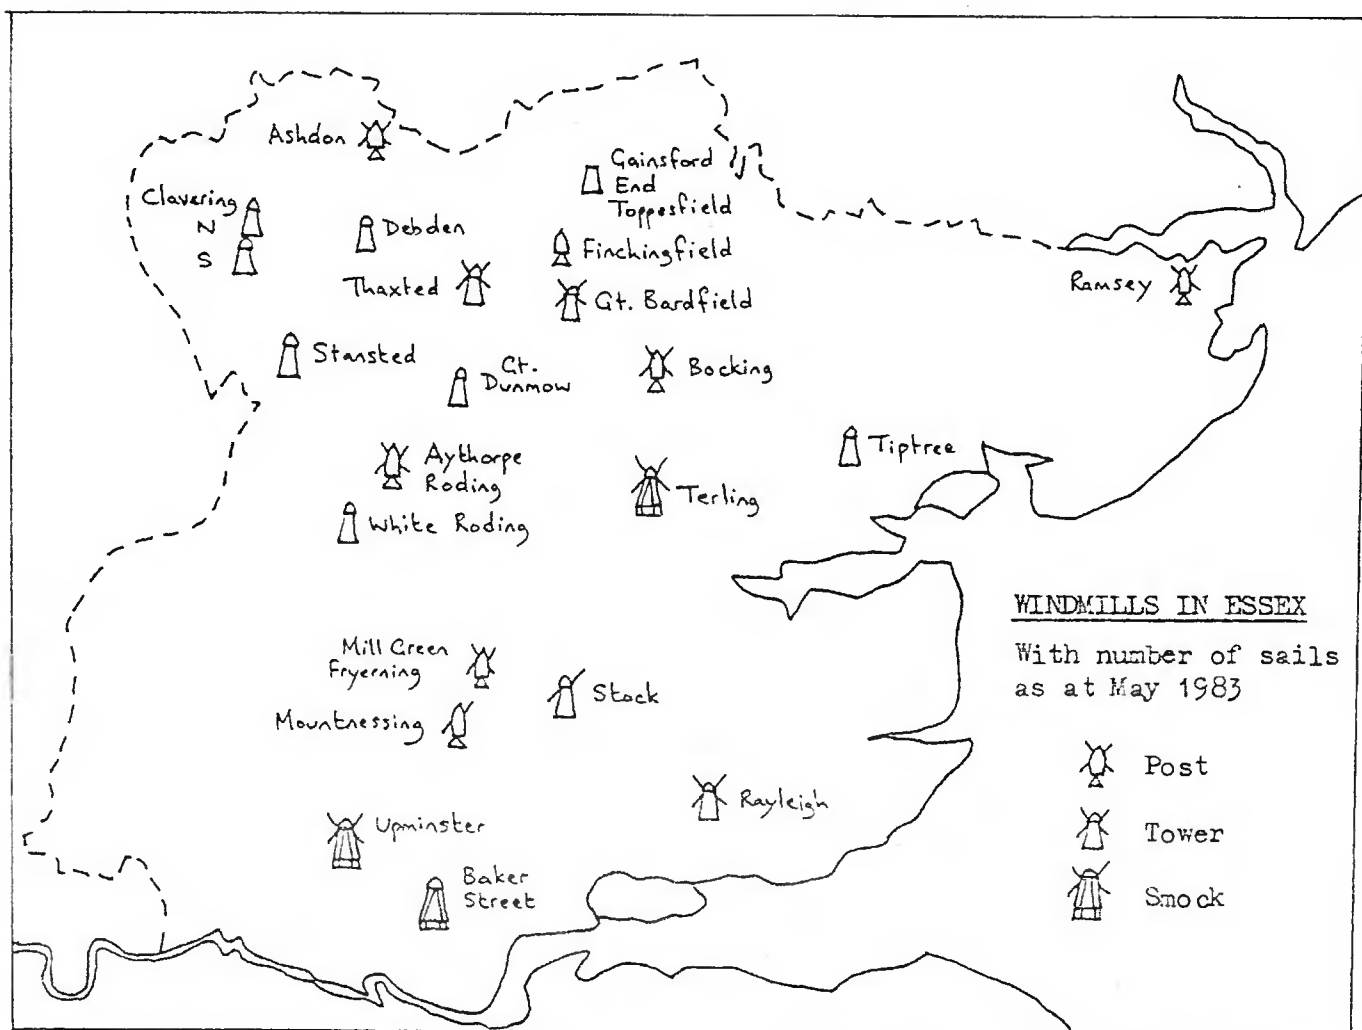 Ashdon
Gainsford
End
Toppesfield
Clavering
N
S
Debden
Finchingfield
Thaxted
Gt. Bardfield
Ramsey
Stansted
Gt.
Dunmow
Bocking
Aythorpe
Roding
Tiptree
Terling
White Roding
WINDMILLS IN ESSEX
With number of sails
as at May 1983
Mill Green
Fryerning
Stock
Mountnessing
Post
Rayleigh
Upminster
Tower
Baker
Street
Smock